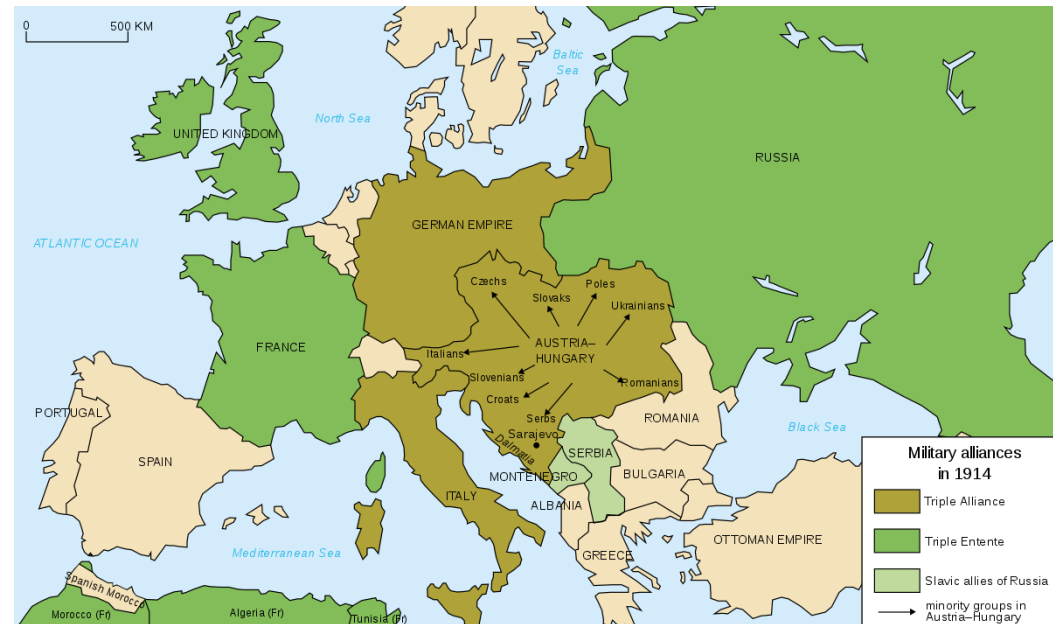 0 500 KM
Baltic
Sea
North Sea
UNITED KINGDOM
RUSSIA
GERMAN EMPIRE
ATLANTIC OCEAN
Czechs
Poles
Slovaks
Ukrainians
AUSTRIA–
HUNGARY
FRANCE
Italians
Slovenians
Romanians
Croats
PORTUGAL
Serbs
ROMANIA
Sarajevo
Dalmatia
Black Sea
SERBIA
SPAIN
MONTENEGRO
BULGARIA
ITALY
ALBANIA
OTTOMAN EMPIRE
Mediterranean Sea
GREECE
Spanish Morocco
Morocco (Fr)
Algeria (Fr)
Tunisia (Fr)
Military alliances
in 1914
Triple Alliance
Triple Entente
Slavic allies of Russia
minority groups in
Austria–Hungary